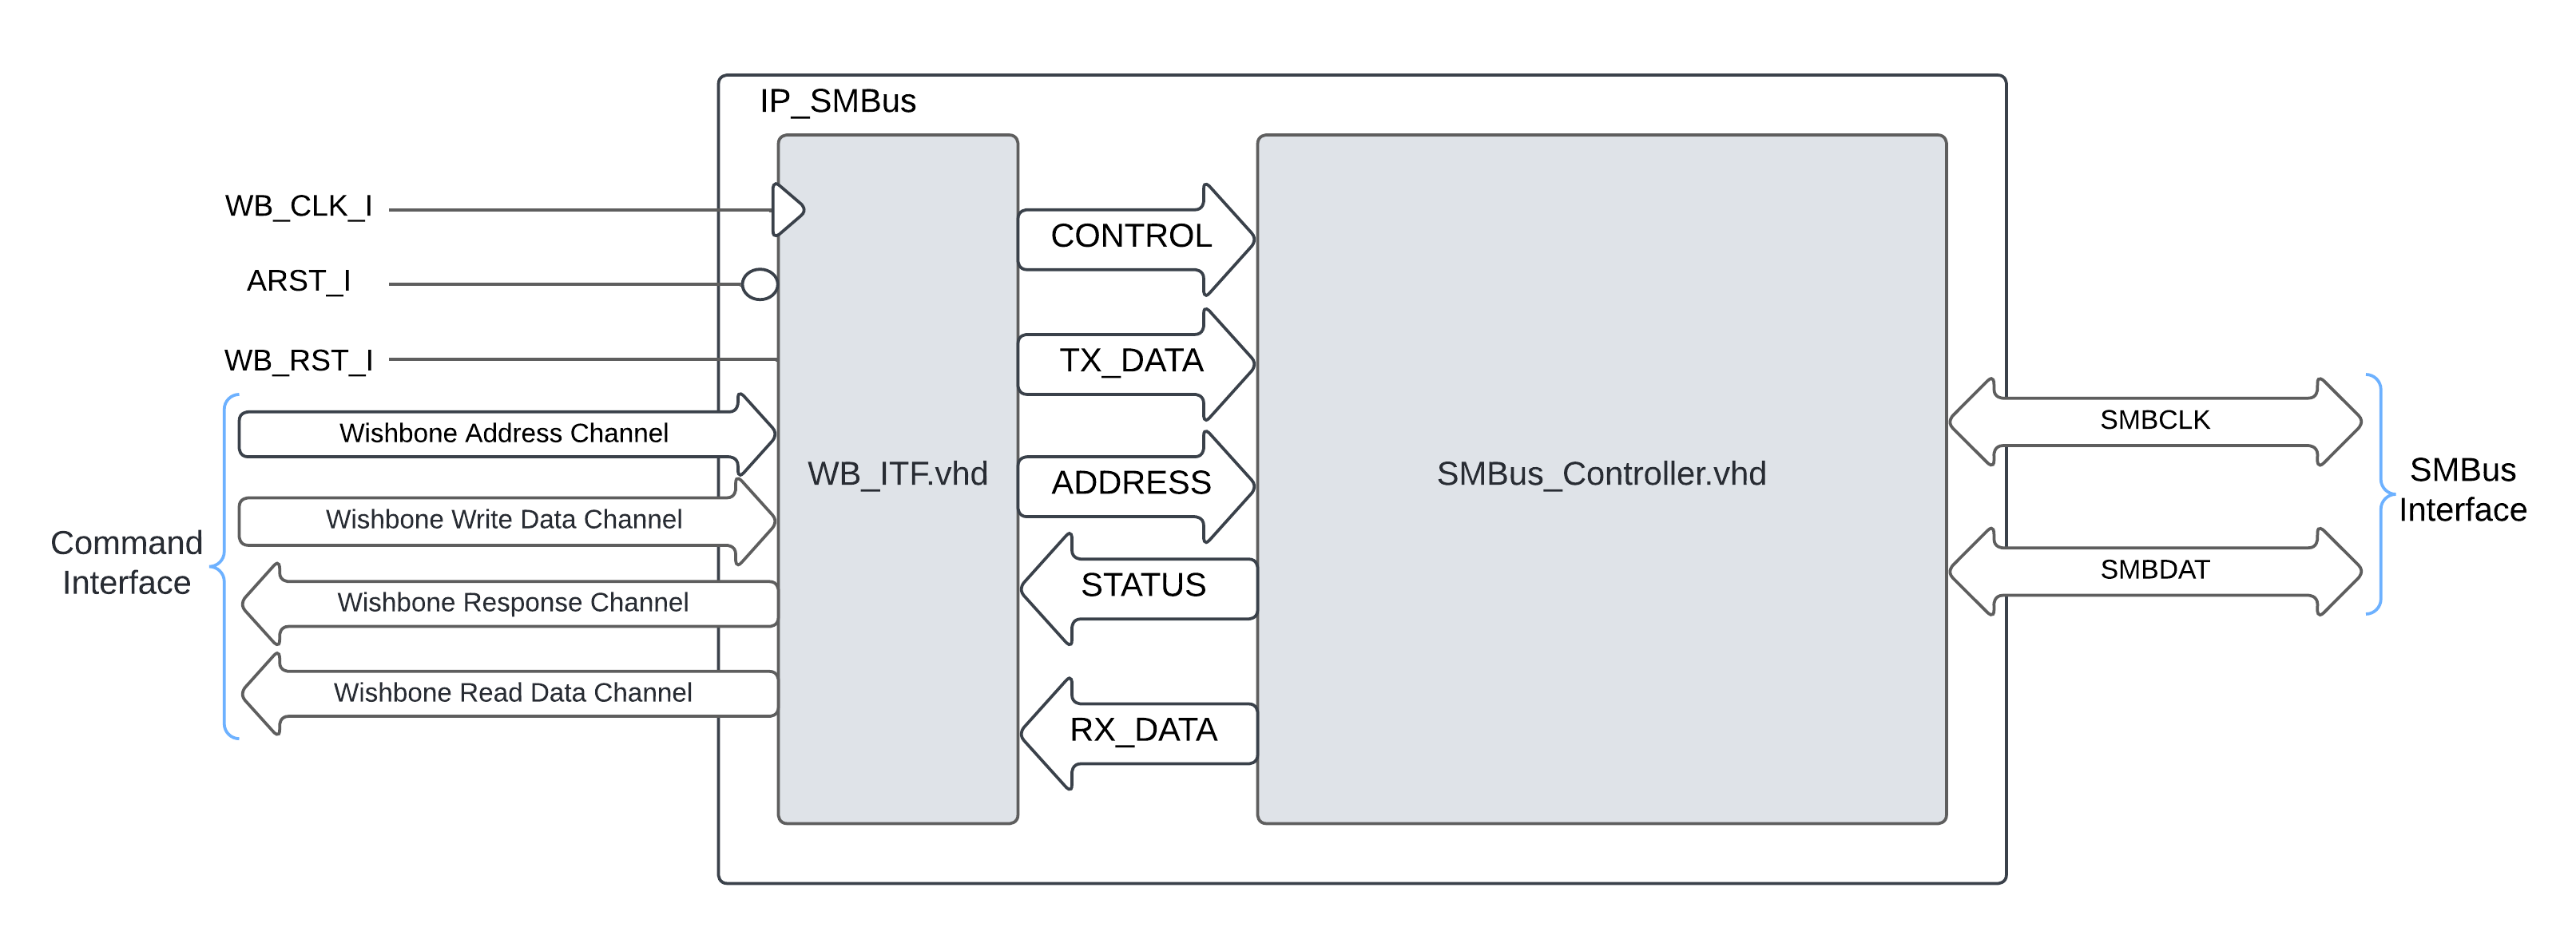 IP_SMBus
WB_CLK_I
ARST_I
WB_RST_I
Command
Interface
Wishbone Address Channel
Wishbone Write Data Channel
Wishbone Response Channel
Wishbone Read Data Channel
WB_ITF.vhd
CONTROL
TX_DATA
ADDRESS
STATUS
RX_DATA
SMBus_Controller.vhd
SMBCLK
SMBDAT
SMBus
Interface